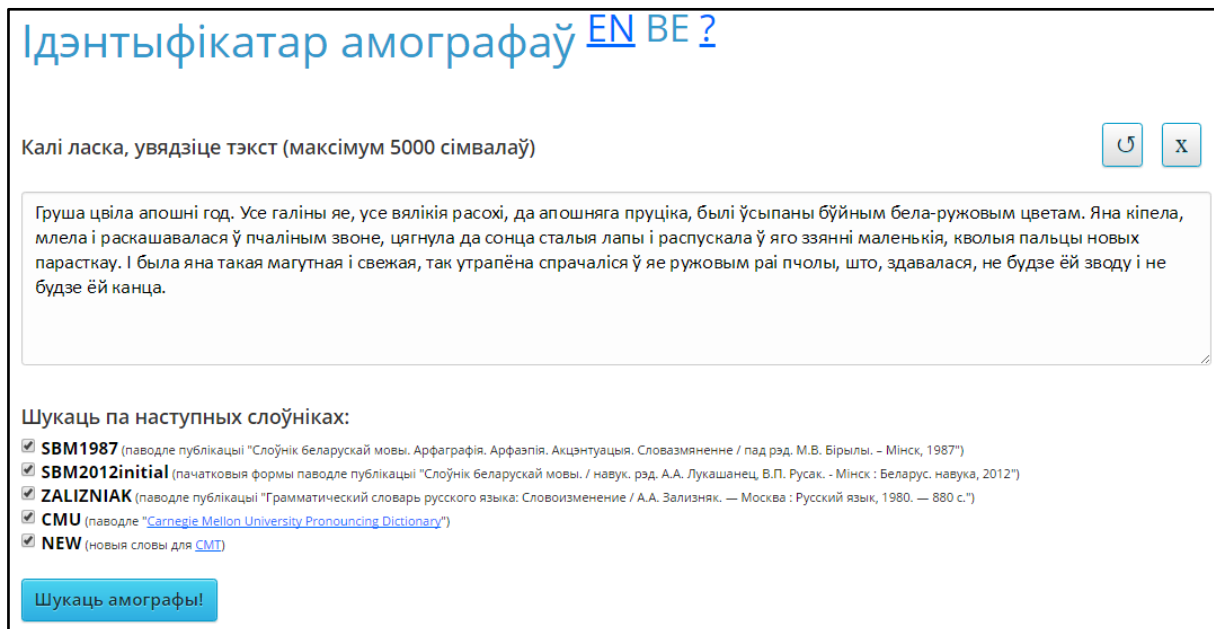 Ідэнтыфікатар амографаў EN BE ?
Калі ласка, увядзіце тэкст (максімум 5000 сімвалаў)
↺ x
Груша цвіла апошні год. Усе галіны яе, усе вялікія расохі, да апошняга пруціка, былі ўсыпаны бўйным бела-ружовым цветам. Яна кіпела,
млела і раскашавалася ў пчаліным звоне, цягнула да сонца сталыя лапы і распускала ў яго ззянні маленькія, кволыя пальцы новых
парасткау. І была яна такая магутная і свежая, так утрапёна спрачаліся ў яе ружовым раі пчолы, што, здавалася, не будзе ёй зводу і не
будзе ёй канца.
Шукаць па наступных слоўніках:
SBM1987 (паводле публікацыі "Слоўнік беларускай мовы. Арфаграфія. Арфаэпія. Акцэнтуацыя. Словазмяненне / пад рэд. М.В. Бірылы. – Мінск, 1987")
SBM2012initial (пачатковыя формы паводле публікацыі "Слоўнік беларускай мовы. / навук. рэд. А.А. Лукашанец, В.П. Русак. - Мінск : Беларус. навука, 2012")
ZALIZNIAK (паводле публікацыі "Грамматический словарь русского языка: Словоизменение / А.А. Зализняк. — Москва : Русский язык, 1980. — 880 с.")
CMU (паводле "Carnegie Mellon University Pronouncing Dictionary")
NEW (новыя словы для СМТ)
Шукаць амографы!